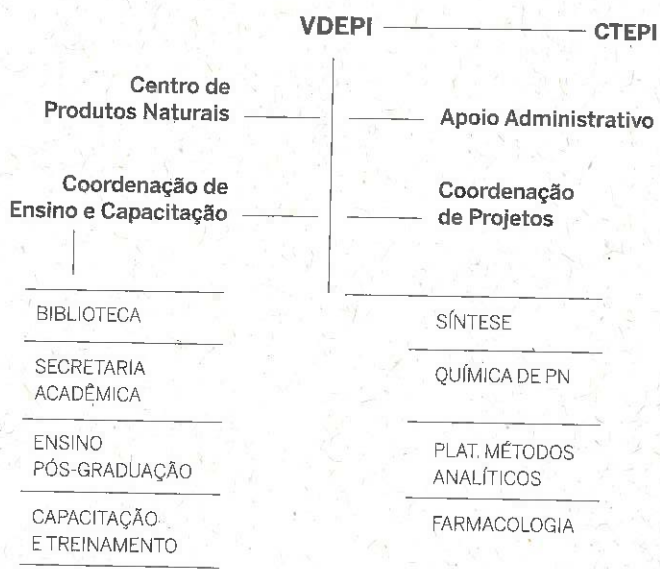 VDEPI
CTEPI
Centro de
Produtos Naturais
Apoio Administrativo
Coordenação de
Ensino e Capacitação
Coordenação
de Projetos
BIBLIOTECA
SECRETARIA
ACADÊMICA
ENSINO
PÓS-GRADUAÇÃO
CAPACITAÇÃO
E TREINAMENTO
SÍNTESE
QUÍMICA DE PN
PLAT. MÉTODOS
ANALÍTICOS
FARMACOLOGIA